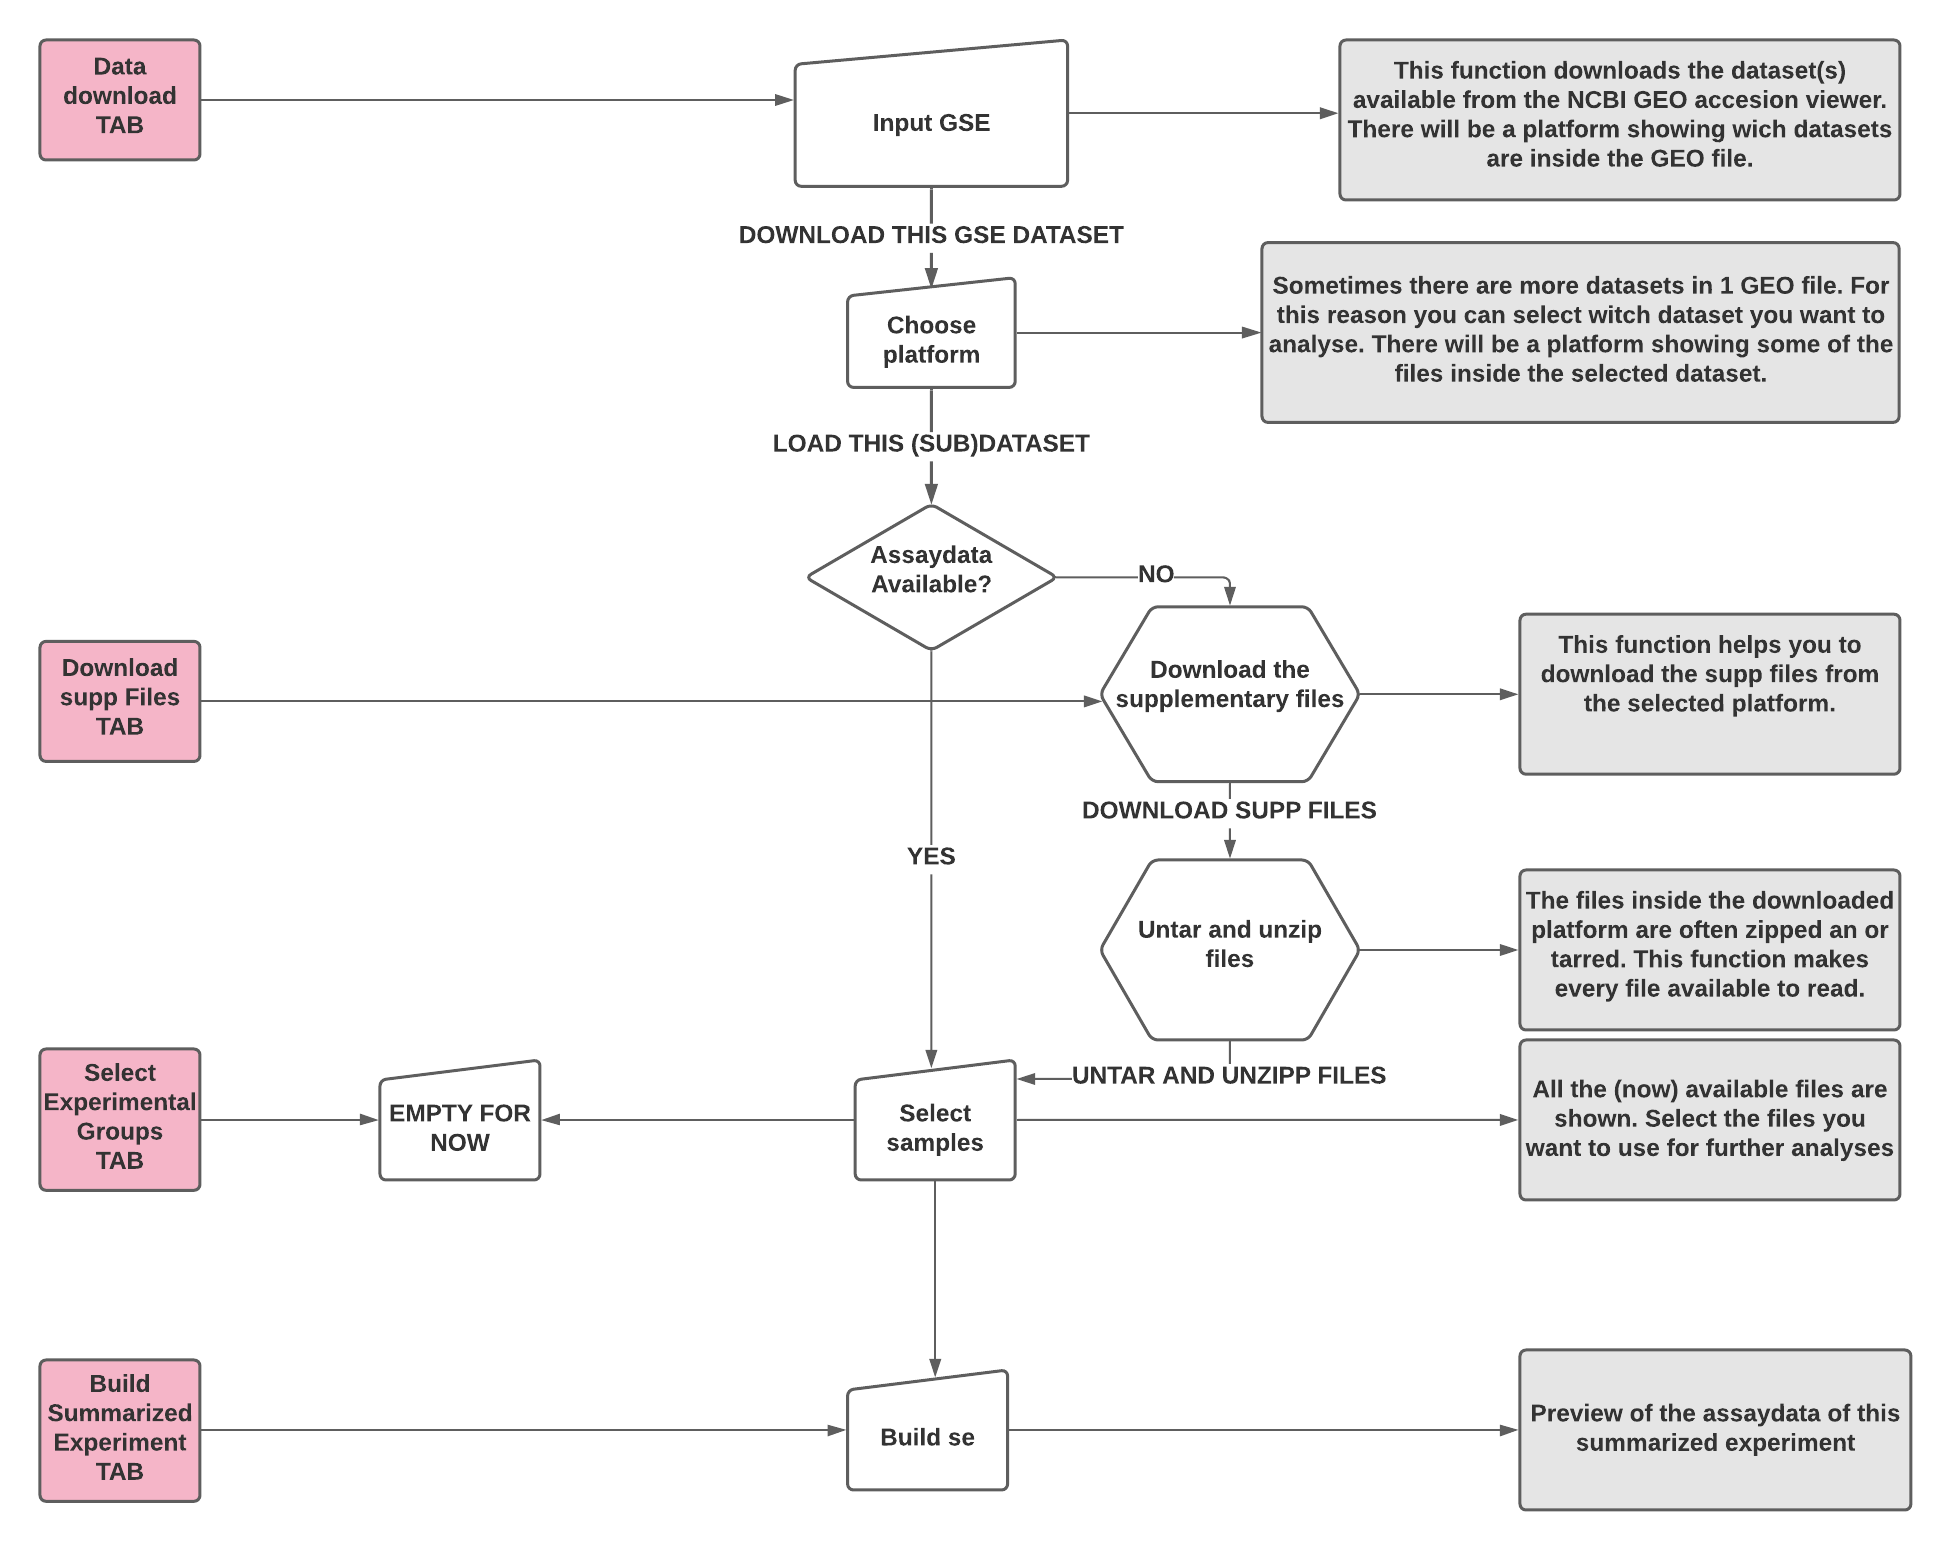 Data
download
TAB
Input GSE
This function downloads the dataset(s)
available from the NCBI GEO accesion viewer.
There will be a platform showing wich datasets
are inside the GEO file.
DOWNLOAD THIS GSE DATASET
Choose
platform
Sometimes there are more datasets in 1 GEO file. For
this reason you can select witch dataset you want to
analyse. There will be a platform showing some of the
files inside the selected dataset.
LOAD THIS (SUB)DATASET
Assaydata
Available?
NO
Download
supp Files
TAB
Download the
supplementary files
This function helps you to
download the supp files from
the selected platform.
DOWNLOAD SUPP FILES
YES
Untar and unzip
files
The files inside the downloaded
platform are often zipped an or
tarred. This function makes
every file available to read.
UNTAR AND UNZIPP FILES
Select
Experimental
Groups
TAB
EMPTY FOR
NOW
Select
samples
All the (now) available files are
shown. Select the files you
want to use for further analyses
Build
Summarized
Experiment
TAB
Build se
Preview of the assaydata of this
summarized experiment